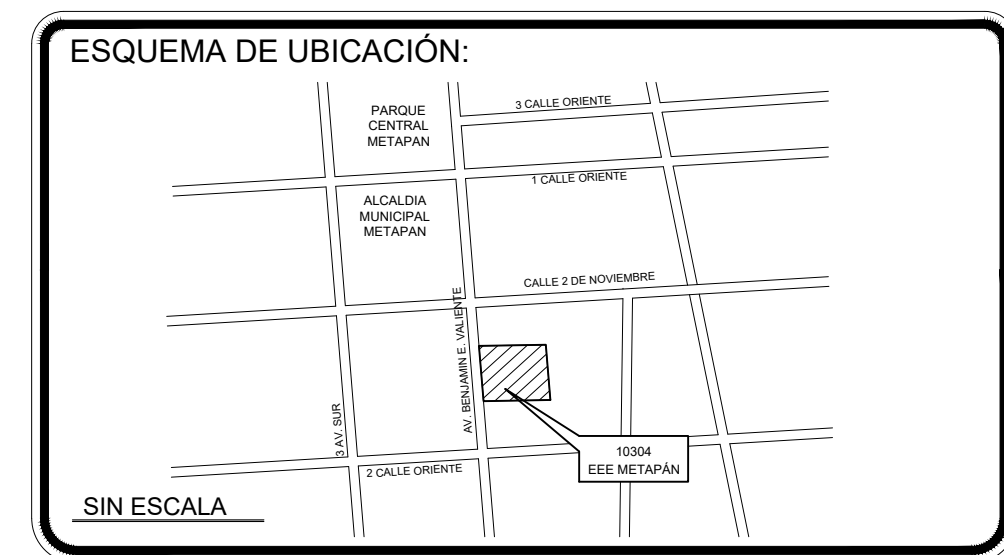 ESQUEMA DE UBICACIÓN:
PARQUE
CENTRAL
METAPAN
3 CALLE ORIENTE
1 CALLE ORIENTE
ALCALDIA
MUNICIPAL
METAPAN
CALLE 2 DE NOVIEMBRE
AV. BENJAMIN E. VALIENTE
3 AV. SUR
2 CALLE ORIENTE
10304
EEE METAPÁN
SIN ESCALA